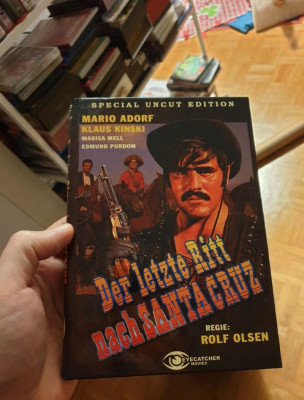 SPECIAL UNCUT EDITION
MARIO ADORF
KLAUS KINSKI
MARISA MELL
EDMUND PURDOM
Der letzte Ritt
nach SANTA CRUZ
REGIE:
ROLF OLSEN
EYECATCHER
MOVIES